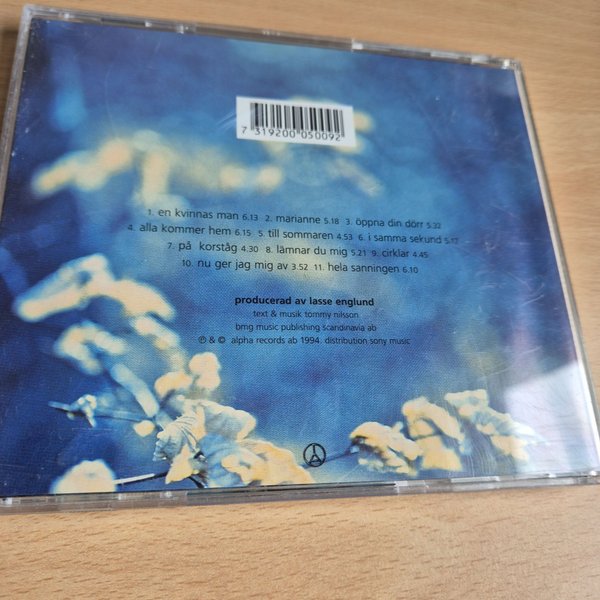 7 319200 050092
1. en kvinnas man 6.13 2. marianne 5.18 3. öppna din dörr 5.32
4. alla kommer hem 6.15 5. till sommaren 4.53 6. i samma sekund 5.17
7. på korståg 4.30 8. lämnar du mig 5.21 9. cirklar 4.45
10. nu ger jag mig av 3.52 11. hela sanningen 6.10
producerad av lasse englund
text & musik tommy nilsson
bmg music publishing scandinavia ab
℗ & © alpha records ab 1994. distribution sony music